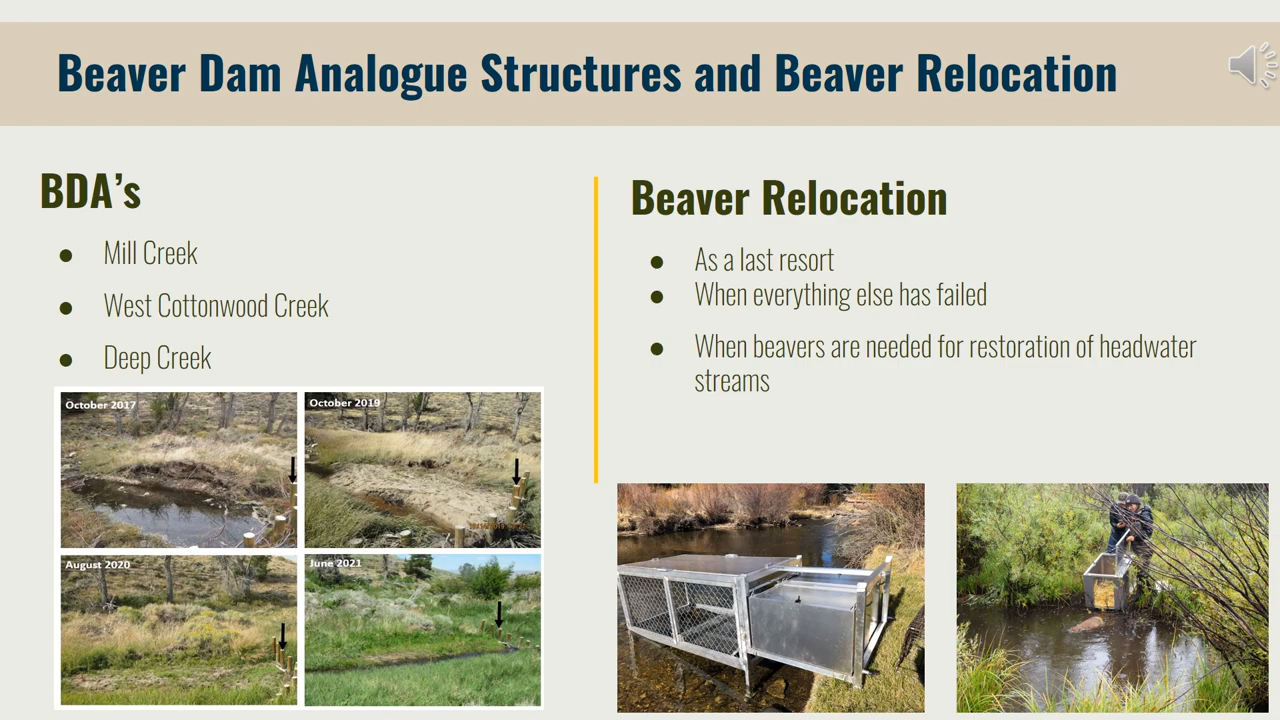 Beaver Dam Analogue Structures and Beaver Relocation
BDA’s
● Mill Creek
● West Cottonwood Creek
● Deep Creek
October 2017
October 2019
August 2020
June 2021
Beaver Relocation
● As a last resort
● When everything else has failed
● When beavers are needed for restoration of headwater
streams